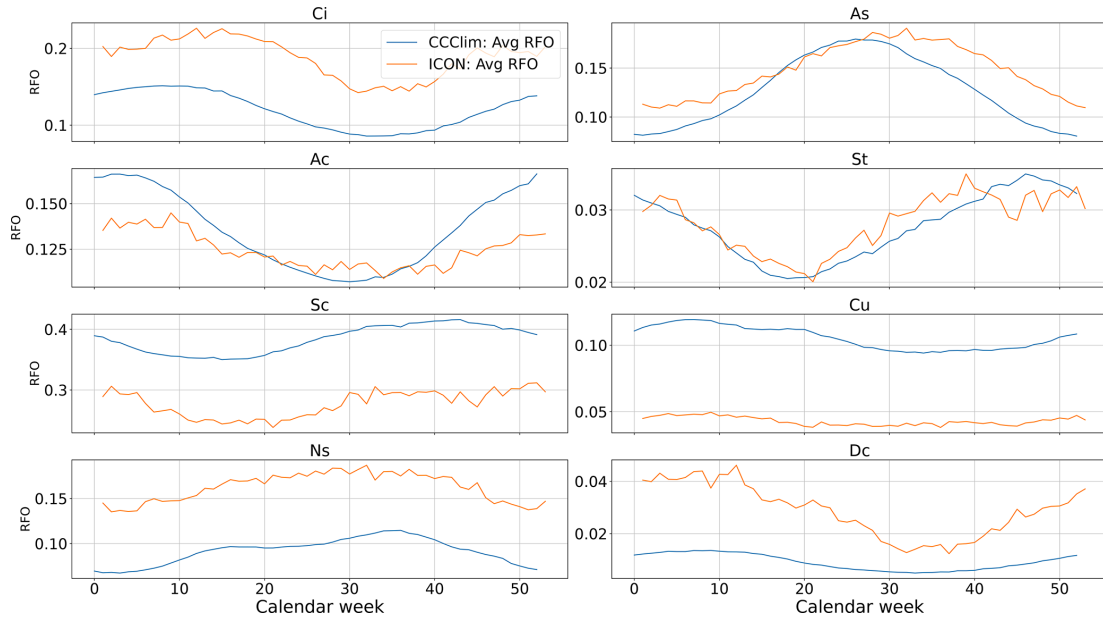 Ci
RFO
0.2
0.1
CCClim: Avg RFO
ICON: Avg RFO
As
0.15
0.10
Ac
RFO
0.150
0.125
St
0.03
0.02
Sc
RFO
0.4
0.3
Cu
0.10
0.05
Ns
RFO
0.15
0.10
0 10 20 30 40 50
Calendar week
Dc
0.04
0.02
0 10 20 30 40 50
Calendar week